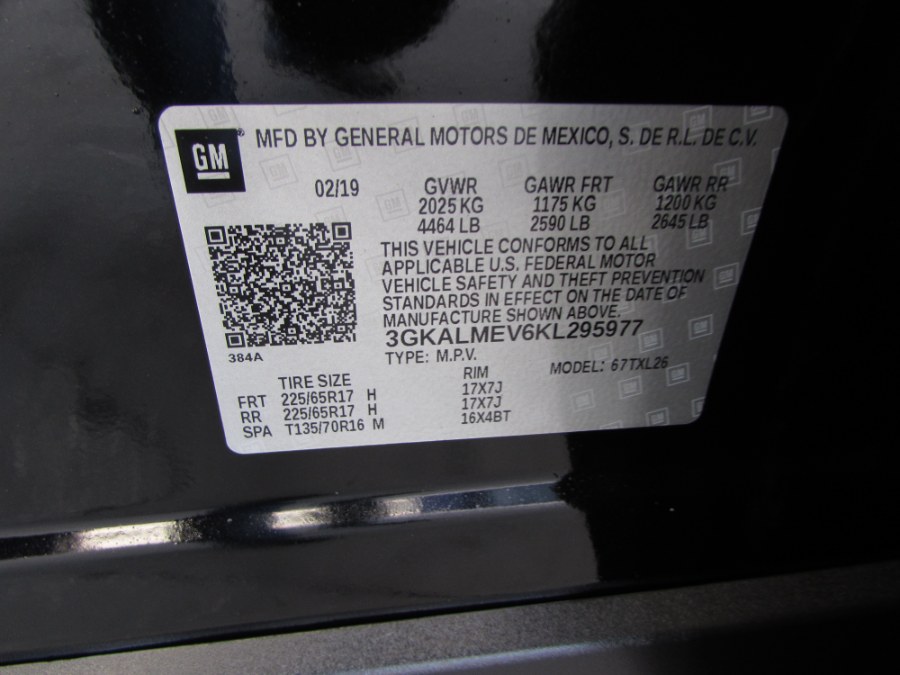 GM
MFD BY GENERAL MOTORS DE MEXICO, S. DE R.L. DE C.V.
02/19 GVWR GAWR FRT GAWR RR
2025 KG 1175 KG 1200 KG
4464 LB 2590 LB 2645 LB
THIS VEHICLE CONFORMS TO ALL
APPLICABLE U.S. FEDERAL MOTOR
VEHICLE SAFETY AND THEFT PREVENTION
STANDARDS IN EFFECT ON THE DATE OF
MANUFACTURE SHOWN ABOVE.
3GKALMEV6KL295977
384A
TYPE: M.P.V. MODEL: 67TXL26
TIRE SIZE RIM
FRT 225/65R17 H 17X7J
RR 225/65R17 H 17X7J
SPA T135/70R16 M 16X4BT